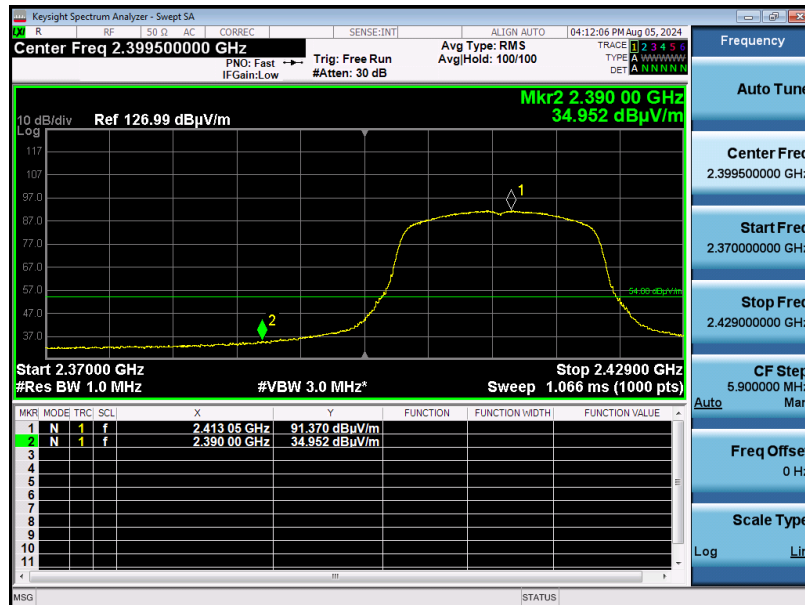 Keysight Spectrum Analyzer - Swept SA
LXI R RF 50 Ω AC CORREC SENSE:INT ALIGN AUTO 04:12:06 PM Aug 05, 2024
Center Freq 2.399500000 GHz
PNO: Fast
IFGain:Low
Trig: Free Run
#Atten: 30 dB
Avg Type: RMS
Avg|Hold: 100/100
TRACE 1 2 3 4 5 6
TYPE A W W W W W
DET A N N N N N
Mkr2 2.390 00 GHz
34.952 dBµV/m
10 dB/div Ref 126.99 dBµV/m
Log
117
107
97.0
87.0
77.0
67.0
57.0
47.0
37.0
1
2
54.00 dBµV/m
Start 2.37000 GHz Stop 2.42900 GHz
#Res BW 1.0 MHz #VBW 3.0 MHz* Sweep 1.066 ms (1000 pts)
MKR MODE TRC SCL X Y FUNCTION FUNCTION WIDTH FUNCTION VALUE
1 N 1 f 2.413 05 GHz 91.370 dBµV/m
2 N 1 f 2.390 00 GHz 34.952 dBµV/m
3
4
5
6
7
8
9
10
11
MSG STATUS
Frequency
Auto Tune
Center Freq
2.399500000 GHz
Start Freq
2.370000000 GHz
Stop Freq
2.429000000 GHz
CF Step
5.900000 MHz
Auto Man
Freq Offset
0 Hz
Scale Type
Log Lin